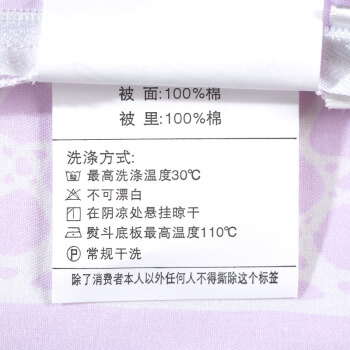 被 面:100%棉
被 里:100%棉
洗涤方式:
最高洗涤温度30℃
不可漂白
在阴凉处悬挂晾干
熨斗底板最高温度110℃
P 常规干洗
除了消费者本人以外任何人不得撕除这个标签